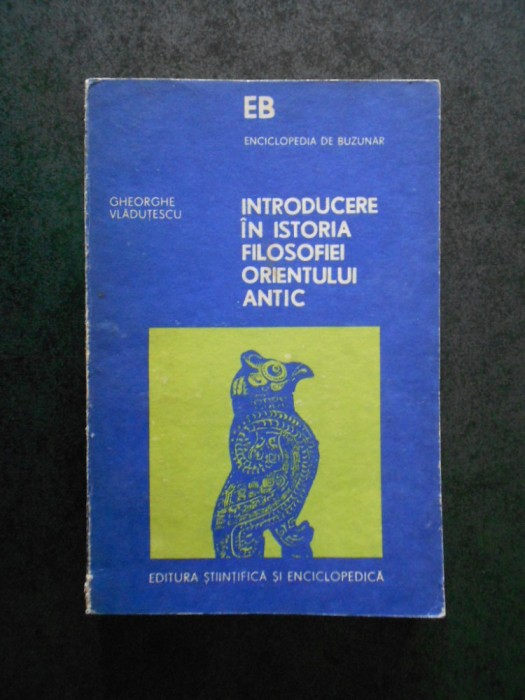 EB
ENCICLOPEDIA DE BUZUNAR
GHEORGHE
VLĂDUȚESCU
INTRODUCERE
ÎN ISTORIA
FILOSOFIEI
ORIENTULUI
ANTIC
EDITURA ȘTIINȚIFICĂ ȘI ENCICLOPEDICĂ